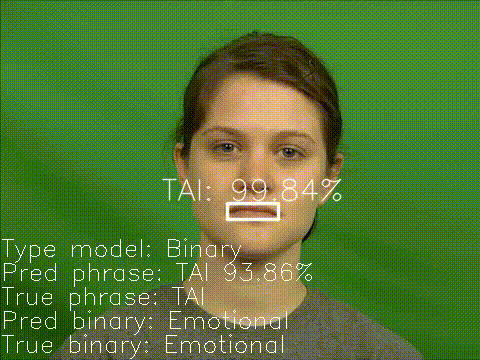 TAI: 99.84%
Type model: Binary
Pred phrase: TAI 93.86%
True phrase: TAI
Pred binary: Emotional
True binary: Emotional